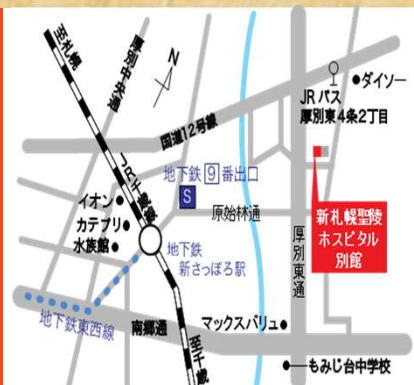 至札幌
厚別中央通
N
国道12号線
JRバス
厚別東4条2丁目
ダイソー
JR千歳線
地下鉄 9 番出口
S
原始林通
イオン
カテプリ
水族館
地下鉄
新さっぽろ駅
新札幌聖陵
ホスピタル
別館
厚別東通
地下鉄東西線
南郷通
マックスバリュ
至千歳
もみじ台中学校